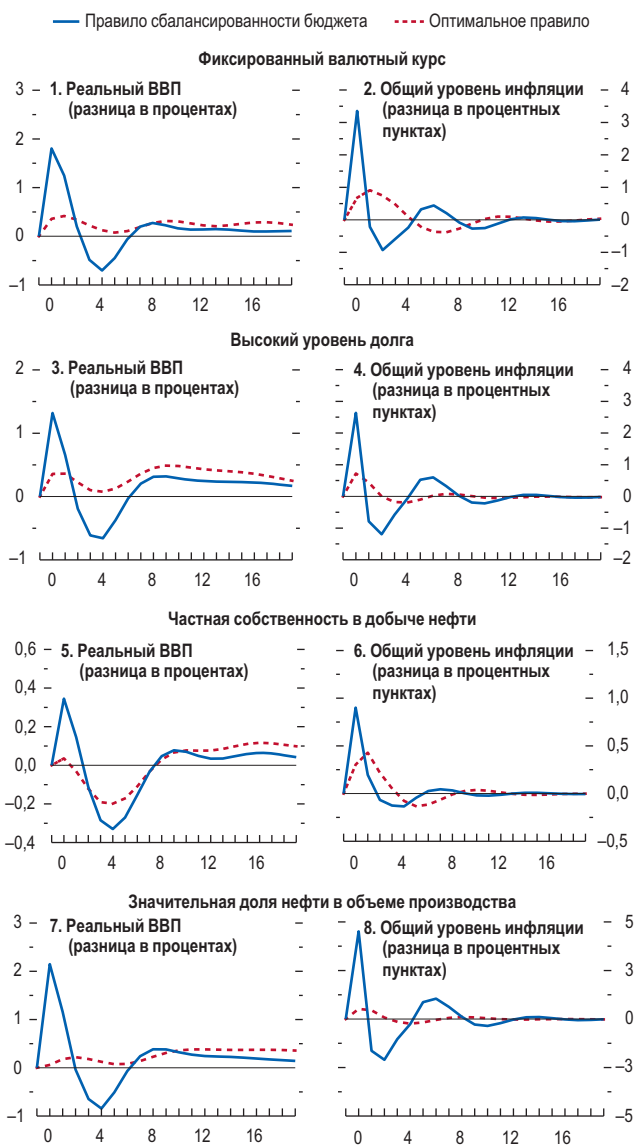 Правило сбалансированности бюджета Оптимальное правило
Фиксированный валютный курс
1. Реальный ВВП
(разница в процентах)
3
2
1
0
–1
0 4 8 12 16
2. Общий уровень инфляции
(разница в процентных
пунктах)
4
3
2
1
0
–1
–2
0 4 8 12 16
Высокий уровень долга
3. Реальный ВВП
(разница в процентах)
2
1
0
–1
0 4 8 12 16
4. Общий уровень инфляции
(разница в процентных
пунктах)
4
3
2
1
0
–1
–2
0 4 8 12 16
Частная собственность в добыче нефти
5. Реальный ВВП
(разница в процентах)
0,6
0,4
0,2
0,0
–0,2
–0,4
0 4 8 12 16
6. Общий уровень инфляции
(разница в процентных
пунктах)
1,5
1,0
0,5
0,0
–0,5
0 4 8 12 16
Значительная доля нефти в объеме производства
7. Реальный ВВП
(разница в процентах)
3
2
1
0
–1
0 4 8 12 16
8. Общий уровень инфляции
(разница в процентных
пунктах)
5
3
0
–3
–5
0 4 8 12 16